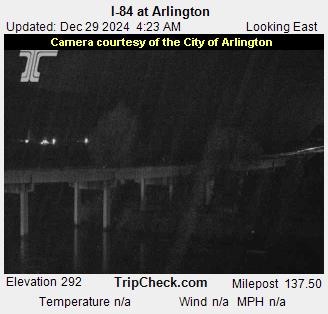 I-84 at Arlington
Updated: Dec 29 2024 4:23 AM Looking East
Camera courtesy of the City of Arlington
Elevation 292 TripCheck.com Milepost 137.50
Temperature n/a Wind n/a MPH n/a